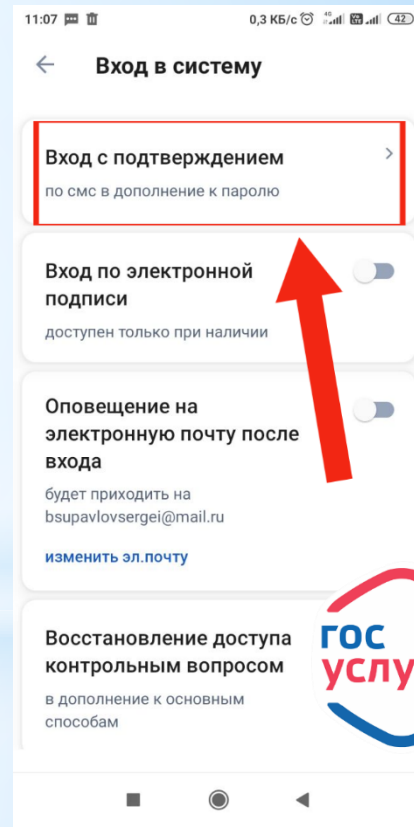 11:07 0,3 КБ/с 4G 42
Вход в систему
Вход с подтверждением
по смс в дополнение к паролю
Вход по электронной
подписи
доступен только при наличии
Оповещение на
электронную почту после
входа
будет приходить на
bsupavlovsergei@mail.ru
изменить эл.почту
Восстановление доступа
контрольным вопросом
в дополнение к основным
способам
гос
услу